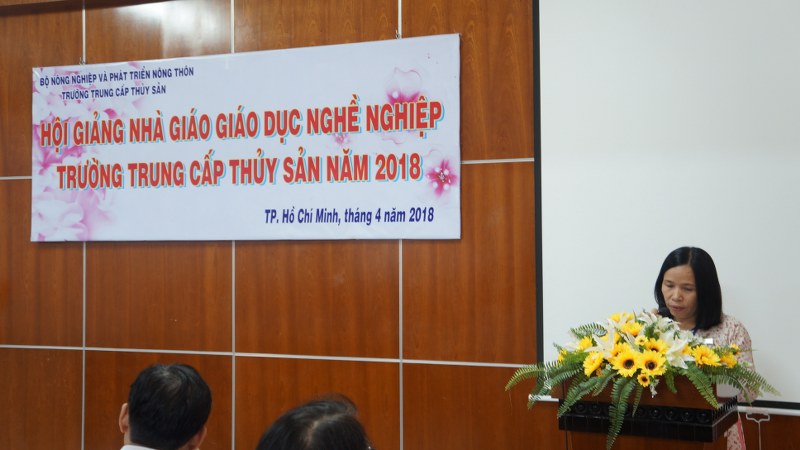 BỘ NÔNG NGHIỆP VÀ PHÁT TRIỂN NÔNG THÔN
TRƯỜNG TRUNG CẤP THỦY SẢN
HỘI GIẢNG NHÀ GIÁO GIÁO DỤC NGHỀ NGHIỆP
TRƯỜNG TRUNG CẤP THỦY SẢN NĂM 2018
TP. Hồ Chí Minh, tháng 4 năm 2018